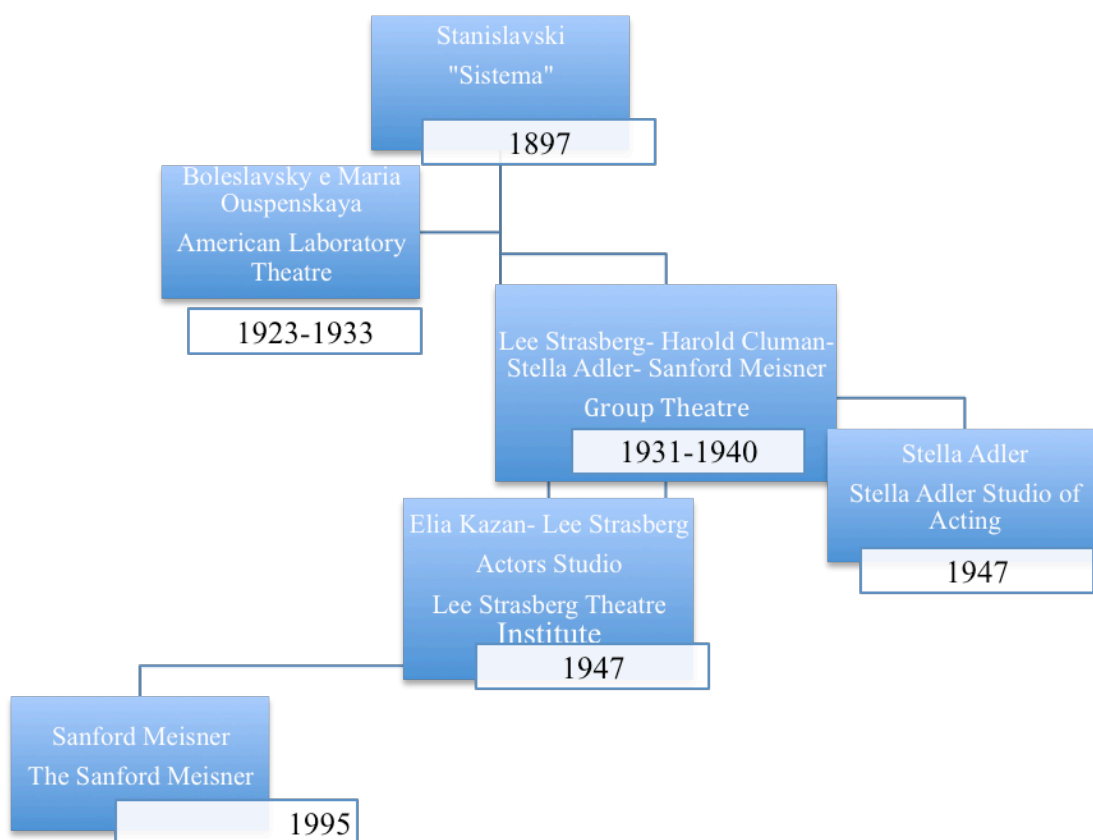 Stanislavski
"Sistema"
1897
Boleslavsky e Maria
Ouspenskaya
American Laboratory
Theatre
1923-1933
Lee Strasberg- Harold Cluman-
Stella Adler- Sanford Meisner
Group Theatre
1931-1940
Stella Adler
Stella Adler Studio of
Acting
1947
Elia Kazan- Lee Strasberg
Actors Studio
Lee Strasberg Theatre
Institute
1947
Sanford Meisner
The Sanford Meisner
1995